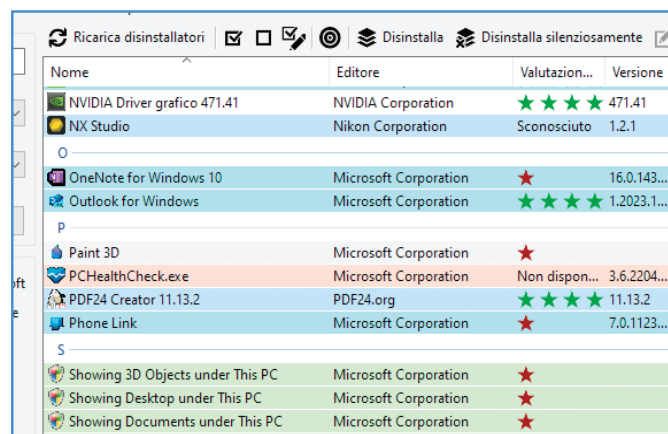 Ricarica disinstallatori Disinstalla Disinstalla silenziosamente
Nome Editore Valutazion... Versione
NVIDIA Driver grafico 471.41 NVIDIA Corporation 471.41
NX Studio Nikon Corporation Sconosciuto 1.2.1
O
OneNote for Windows 10 Microsoft Corporation 16.0.143...
Outlook for Windows Microsoft Corporation 1.2023.1...
P
Paint 3D Microsoft Corporation
PCHealthCheck.exe Microsoft Corporation Non dispon... 3.6.2204...
PDF24 Creator 11.13.2 PDF24.org 11.13.2
Phone Link Microsoft Corporation 7.0.1123...
S
Showing 3D Objects under This PC Microsoft Corporation
Showing Desktop under This PC Microsoft Corporation
Showing Documents under This PC Microsoft Corporation